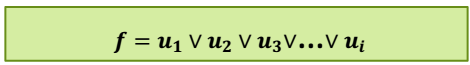 f = u₁ ∨ u₂ ∨ u₃∨…∨ uᵢ